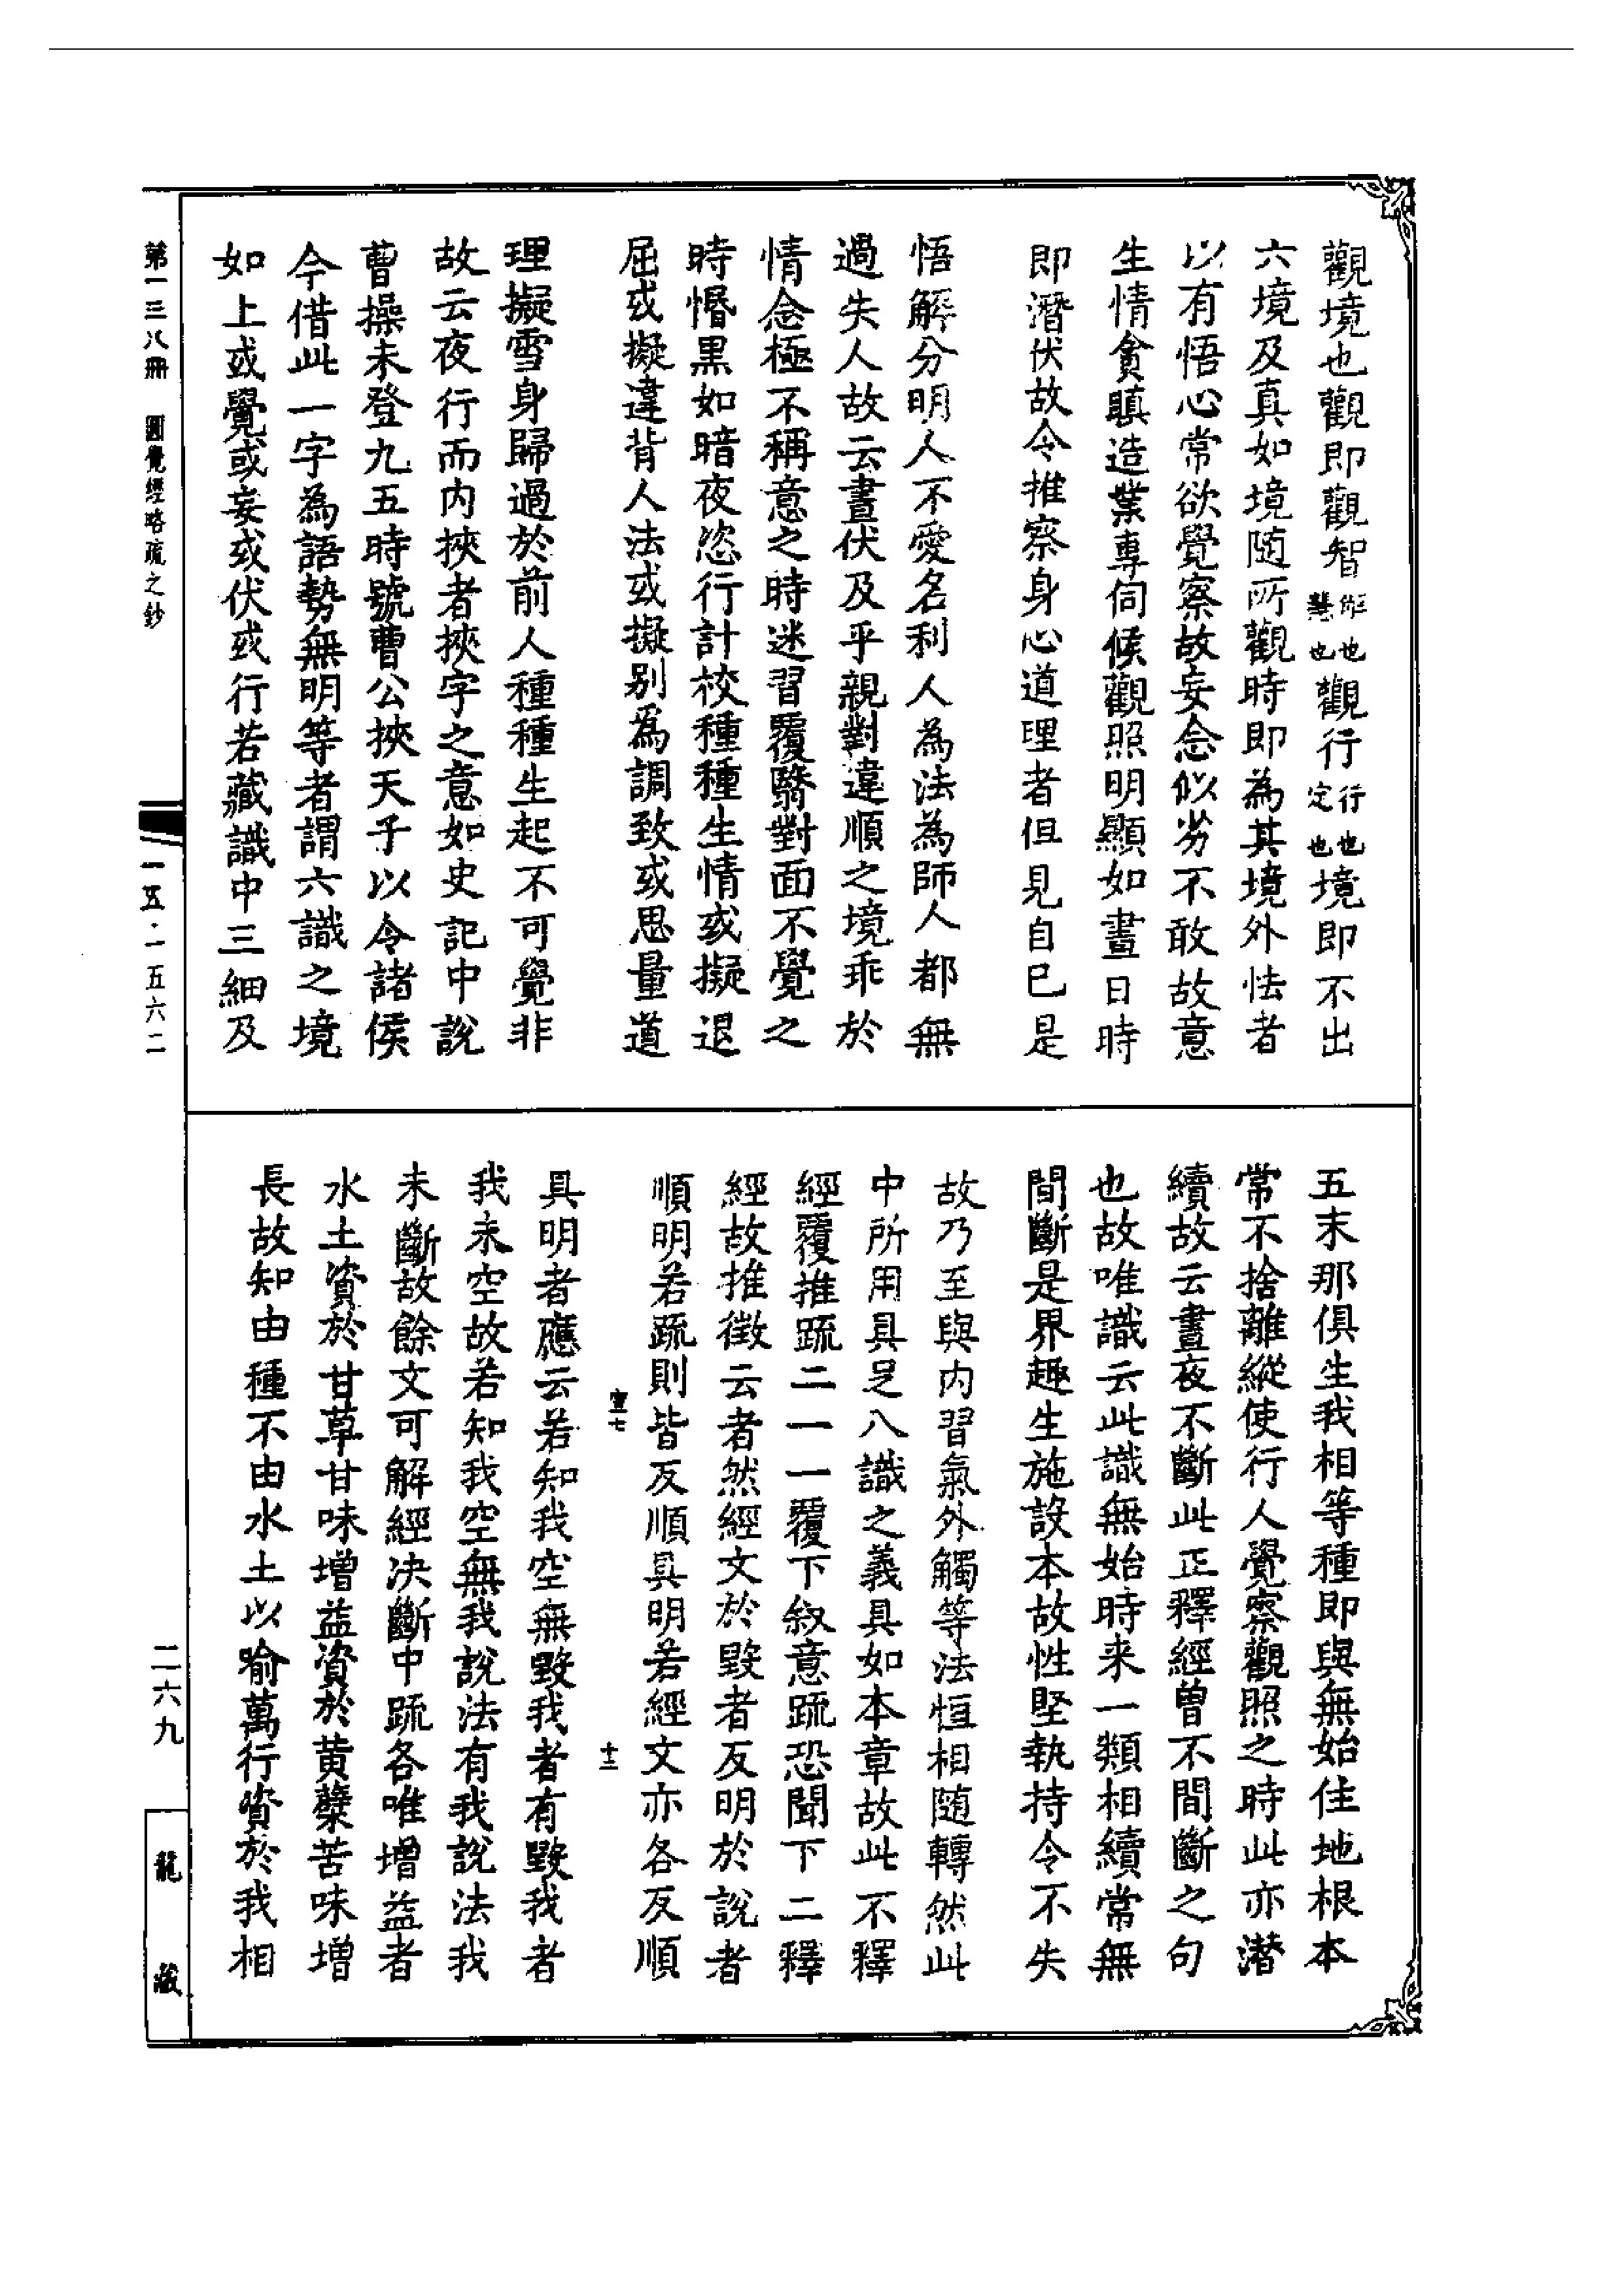 觀境也觀即觀智解也慧也觀行行也定也境即不出
六境及真如境随所觀時即為其境外怯者
以有悟心常欲覺察故妄念似劣不敢故意
生情貪瞋造業專伺候觀照明顯如晝日時
即潛伏故令推察身心道理者但見自己是
悟解分明人不愛名利人為法為師人都無
過失人故云晝伏及乎親對違順之境乖於
情念極不稱意之時迷習覆翳對面不覺之
時惛黒如暗夜恣行計校種種生情或擬退
屈或擬違背人法或擬别爲調致或思量道
理擬雪身歸過於前人種種生起不可覺非
故云夜行而内挾者挾字之意如史記中說
曹操未登九五時號曹公挾天子以令諸侯
今借此一字為語勢無明等者謂六識之境
如上或覺或妄或伏或行若藏識中三細及
五末那俱生我相等種即與無始住地根本
常不捨離縱使行人覺察觀照之時此亦潛
續故云晝夜不斷此正釋經曾不間斷之句
也故唯識云此識無始時来一類相續常無
間斷是界趣生施設本故性堅執持令不失
故乃至與内習氣外觸等法恒相随轉然此
中所用具足八識之義具如本章故此不釋
經覆推䟽二一一覆下叙意䟽恐聞下二釋
經故推徵云者然經文於毀者反明於說者
順明若䟽則皆反順具明若經文亦各反順
具明者應云若知我空無毀我者有毀我者
我未空故若知我空無我說法有我說法我
未斷故餘文可解經决斷中䟽各唯增益者
水土資於甘草甘味增益資於黄蘗苦味增
長故知由種不由水土以喻萬行資於我相
壹七
十二
第一三八冊 圓覺經略疏之鈔
一五·一五六二
二六九
龍藏